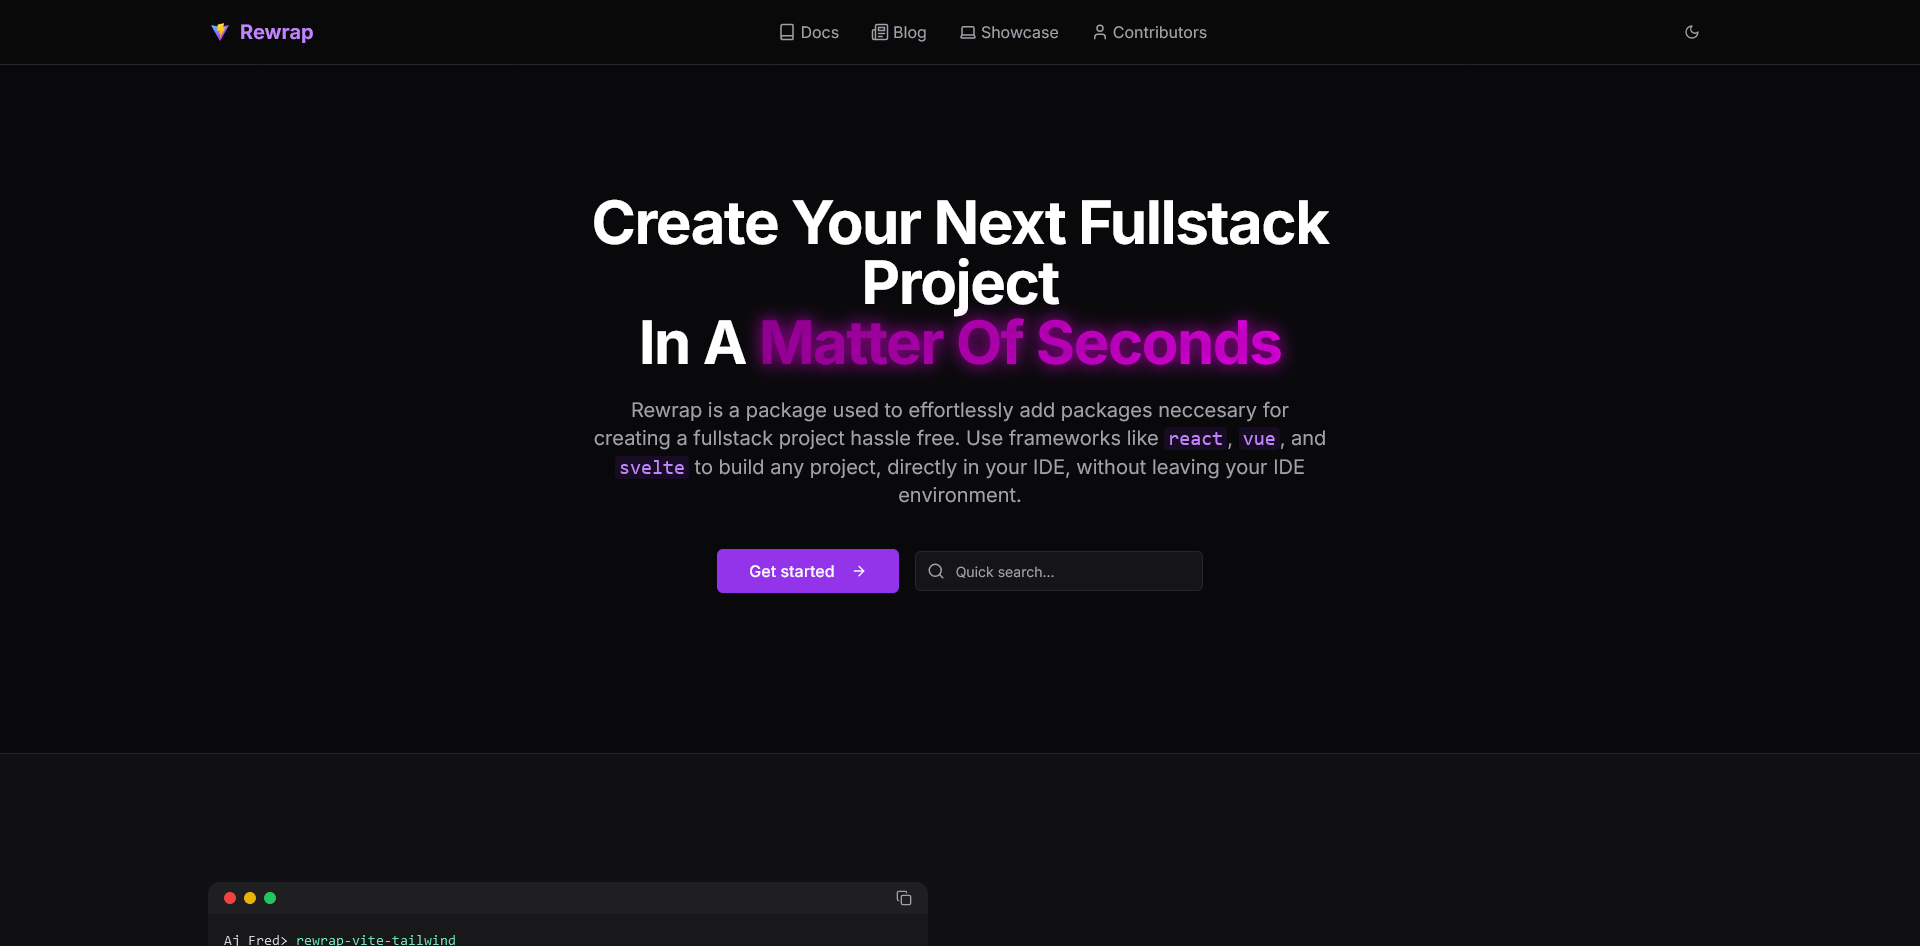 Rewrap
Docs
Blog
Showcase
Contributors
Create Your Next Fullstack
Project
In A Matter Of Seconds
Rewrap is a package used to effortlessly add packages neccesary for
creating a fullstack project hassle free. Use frameworks like react, vue, and
svelte to build any project, directly in your IDE, without leaving your IDE
environment.
Get started
Quick search...
Aj Fred> rewrap-vite-tailwind